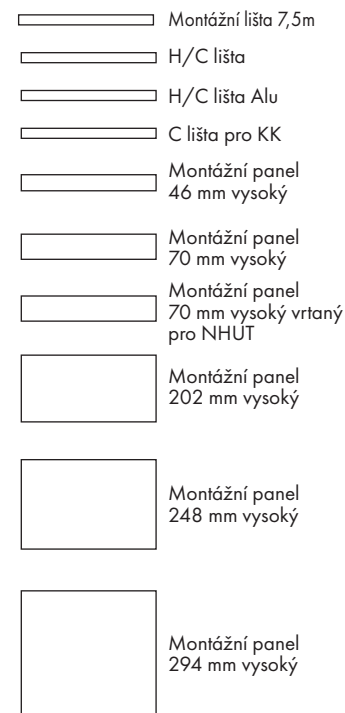 Montážní lišta 7,5m
H/C lišta
H/C lišta Alu
C lišta pro KK
Montážní panel
46 mm vysoký
Montážní panel
70 mm vysoký
Montážní panel
70 mm vysoký vrtaný
pro NHUT
Montážní panel
202 mm vysoký
Montážní panel
248 mm vysoký
Montážní panel
294 mm vysoký